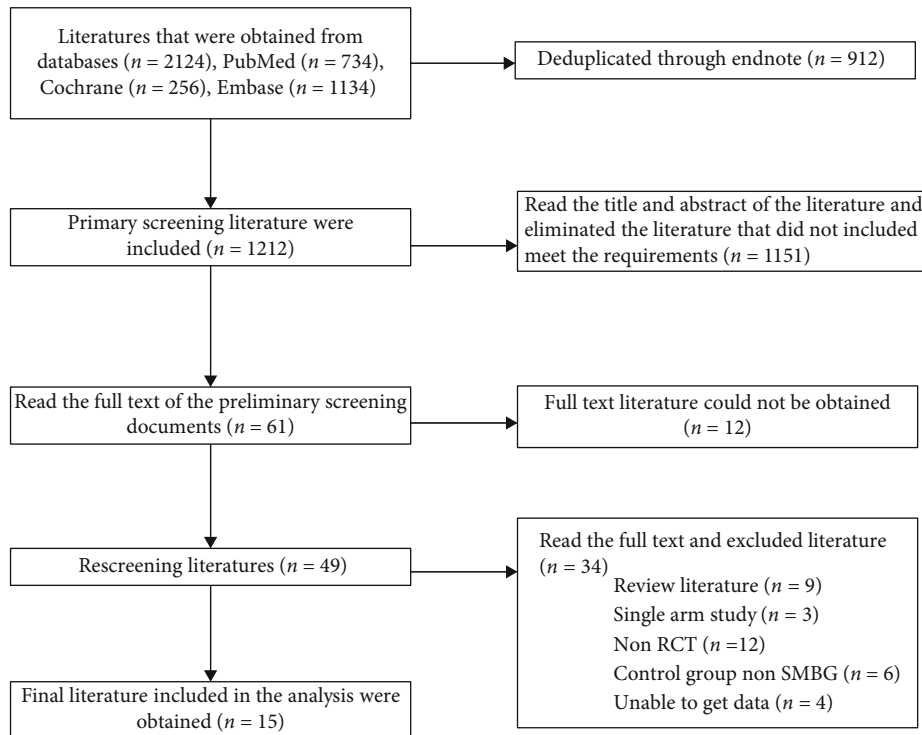 Literatures that were obtained from
databases (n = 2124), PubMed (n = 734),
Cochrane (n = 256), Embase (n = 1134)
Deduplicated through endnote (n = 912)
Primary screening literature were
included (n = 1212)
Read the title and abstract of the literature and
eliminated the literature that did not included
meet the requirements (n = 1151)
Read the full text of the preliminary screening
documents (n = 61)
Full text literature could not be obtained
(n = 12)
Rescreening literatures (n = 49)
Read the full text and excluded literature
(n = 34)
Review literature (n = 9)
Single arm study (n = 3)
Non RCT (n =12)
Control group non SMBG (n = 6)
Unable to get data (n = 4)
Final literature included in the analysis were
obtained (n = 15)